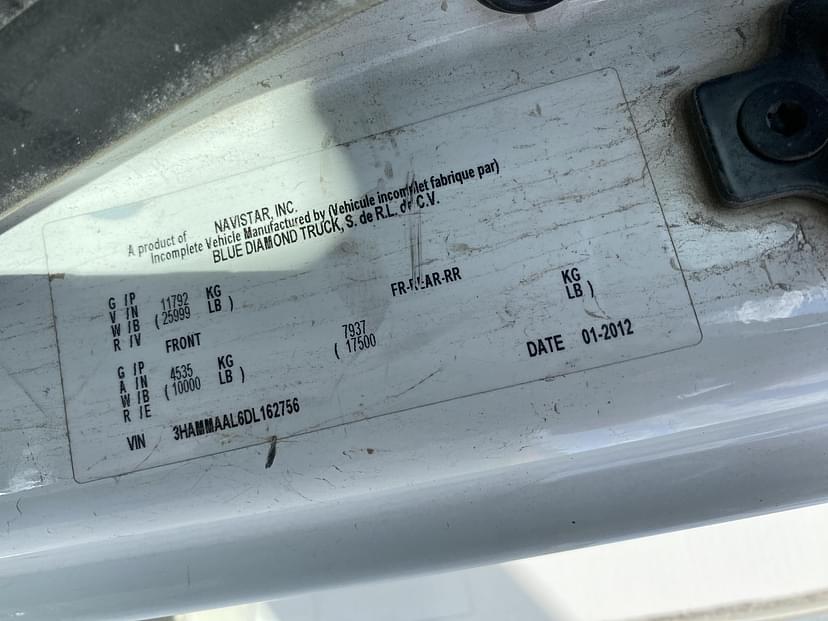 NAVISTAR, INC.
A product of
Incomplete Vehicle Manufactured by (Vehicule incomplet fabrique par)
BLUE DIAMOND TRUCK, S. de R.L. de C.V.
G /P 11792 KG
V /N ( 25999 LB )
W /B
R /V FRONT FR-REAR-RR
G /P 4535 KG 7937 KG
A /N ( 10000 LB ) ( 17500 LB )
W /B
R /E DATE 01-2012
VIN 3HAMMAAL6DL162756